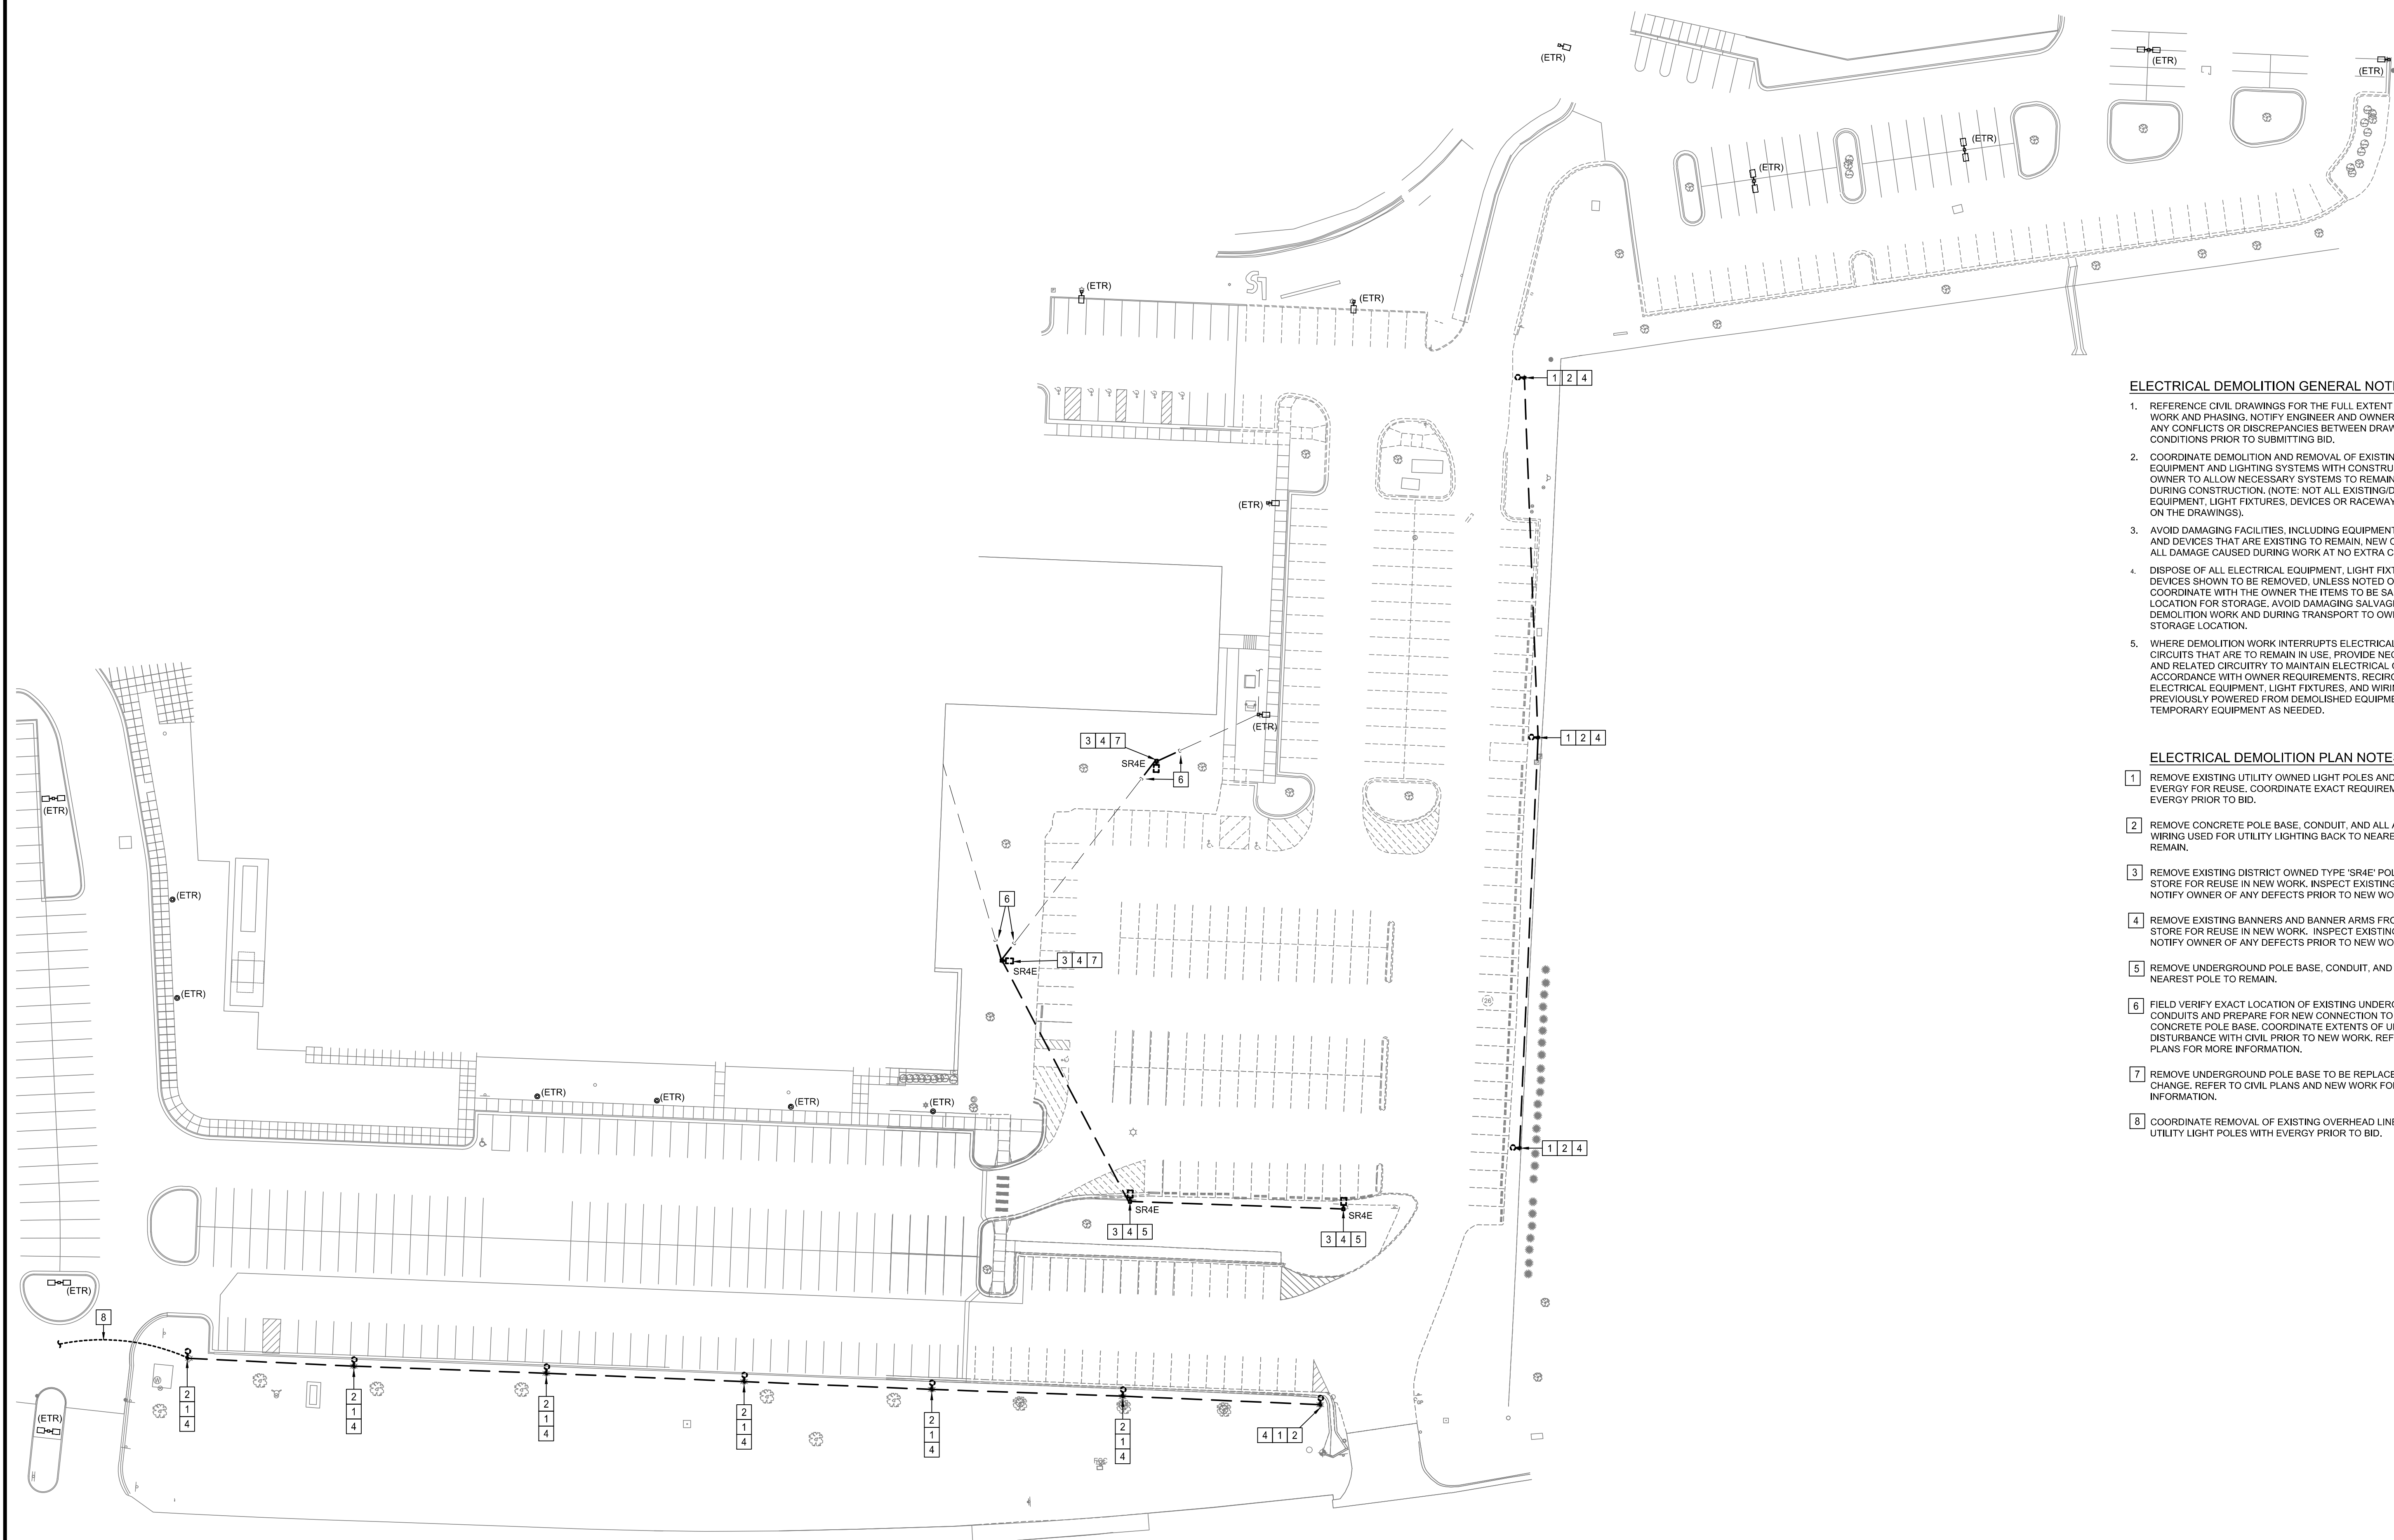 (ETR)
(ETR)
(ETR)
(ETR)
(ETR)
(ETR)
(ETR)
1 2 4
(ETR)
3 4 7
SR4E
6
(ETR)
1 2 4
(ETR)
(ETR)
(ETR)
6
3 4 7
SR4E
26
(ETR)
(ETR)
(ETR)
(ETR)
1 2 4
SR4E
3 4 5
SR4E
3 4 5
(ETR)
8
2
1
4
2
1
4
2
1
4
2
1
4
2
1
4
2
1
4
4 1 2
(ETR)
ELECTRICAL DEMOLITION GENERAL NOT
1. REFERENCE CIVIL DRAWINGS FOR THE FULL EXTENT
WORK AND PHASING. NOTIFY ENGINEER AND OWNER
ANY CONFLICTS OR DISCREPANCIES BETWEEN DRAW
CONDITIONS PRIOR TO SUBMITTING BID.
2. COORDINATE DEMOLITION AND REMOVAL OF EXISTIN
EQUIPMENT AND LIGHTING SYSTEMS WITH CONSTRU
OWNER TO ALLOW NECESSARY SYSTEMS TO REMAIN
DURING CONSTRUCTION. (NOTE: NOT ALL EXISTING/D
EQUIPMENT, LIGHT FIXTURES, DEVICES OR RACEWAY
ON THE DRAWINGS).
3. AVOID DAMAGING FACILITIES, INCLUDING EQUIPMENT
AND DEVICES THAT ARE EXISTING TO REMAIN, NEW C
ALL DAMAGE CAUSED DURING WORK AT NO EXTRA C
4. DISPOSE OF ALL ELECTRICAL EQUIPMENT, LIGHT FIXT
DEVICES SHOWN TO BE REMOVED, UNLESS NOTED O
COORDINATE WITH THE OWNER THE ITEMS TO BE SA
LOCATION FOR STORAGE. AVOID DAMAGING SALVAG
DEMOLITION WORK AND DURING TRANSPORT TO OW
STORAGE LOCATION.
5. WHERE DEMOLITION WORK INTERRUPTS ELECTRICAL
CIRCUITS THAT ARE TO REMAIN IN USE, PROVIDE NEC
AND RELATED CIRCUITRY TO MAINTAIN ELECTRICAL C
ACCORDANCE WITH OWNER REQUIREMENTS. RECIRC
ELECTRICAL EQUIPMENT, LIGHT FIXTURES, AND WIRI
PREVIOUSLY POWERED FROM DEMOLISHED EQUIPME
TEMPORARY EQUIPMENT AS NEEDED.
ELECTRICAL DEMOLITION PLAN NOTE
1 REMOVE EXISTING UTILITY OWNED LIGHT POLES AND
EVERGY FOR REUSE. COORDINATE EXACT REQUIREM
EVERGY PRIOR TO BID.
2 REMOVE CONCRETE POLE BASE, CONDUIT, AND ALL A
WIRING USED FOR UTILITY LIGHTING BACK TO NEARE
REMAIN.
3 REMOVE EXISTING DISTRICT OWNED TYPE 'SR4E' POL
STORE FOR REUSE IN NEW WORK. INSPECT EXISTING
NOTIFY OWNER OF ANY DEFECTS PRIOR TO NEW WO
4 REMOVE EXISTING BANNERS AND BANNER ARMS FRO
STORE FOR REUSE IN NEW WORK. INSPECT EXISTING
NOTIFY OWNER OF ANY DEFECTS PRIOR TO NEW WO
5 REMOVE UNDERGROUND POLE BASE, CONDUIT, AND
NEAREST POLE TO REMAIN.
6 FIELD VERIFY EXACT LOCATION OF EXISTING UNDERG
CONDUITS AND PREPARE FOR NEW CONNECTION TO
CONCRETE POLE BASE. COORDINATE EXTENTS OF U
DISTURBANCE WITH CIVIL PRIOR TO NEW WORK. REF
PLANS FOR MORE INFORMATION.
7 REMOVE UNDERGROUND POLE BASE TO BE REPLACE
CHANGE. REFER TO CIVIL PLANS AND NEW WORK FO
INFORMATION.
8 COORDINATE REMOVAL OF EXISTING OVERHEAD LINE
UTILITY LIGHT POLES WITH EVERGY PRIOR TO BID.